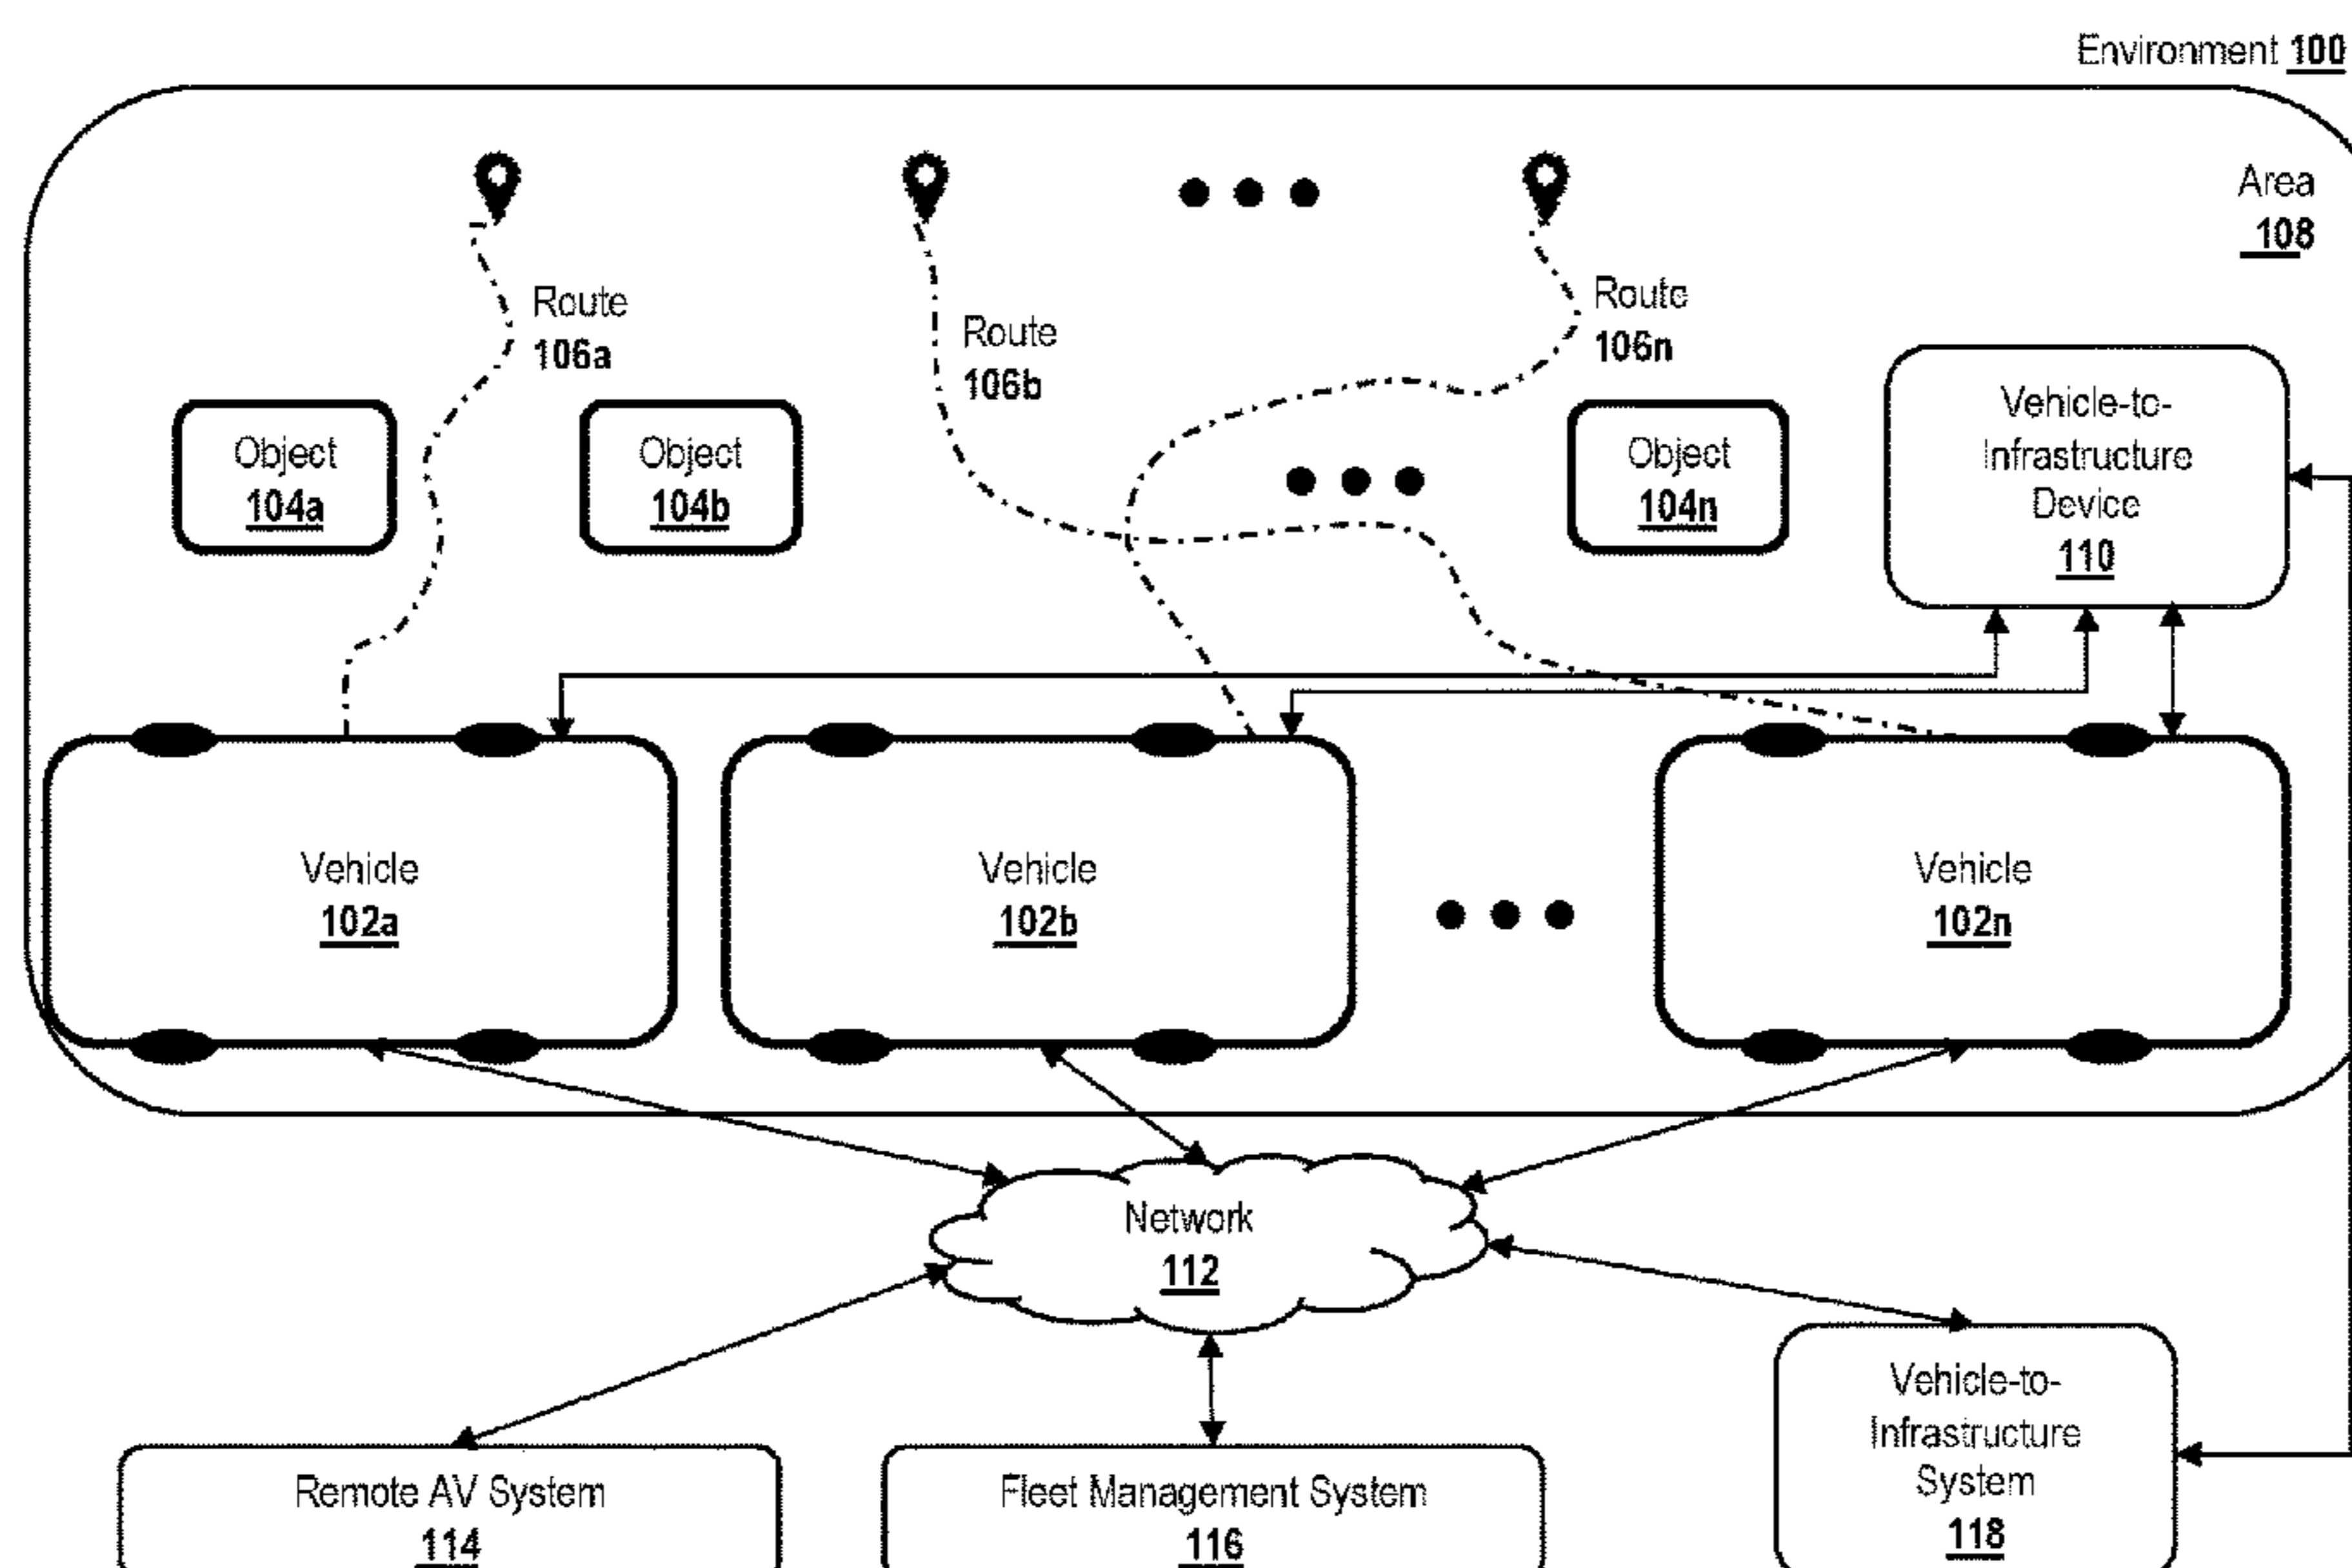 Environment 100
Area
108
Route
106a
Route
106b
Route
106n
Object
104a
Object
104b
Object
104n
Vehicle-to-
Infrastructure
Device
110
Vehicle
102a
Vehicle
102b
Vehicle
102n
Network
112
Remote AV System
114
Fleet Management System
116
Vehicle-to-
Infrastructure
System
118